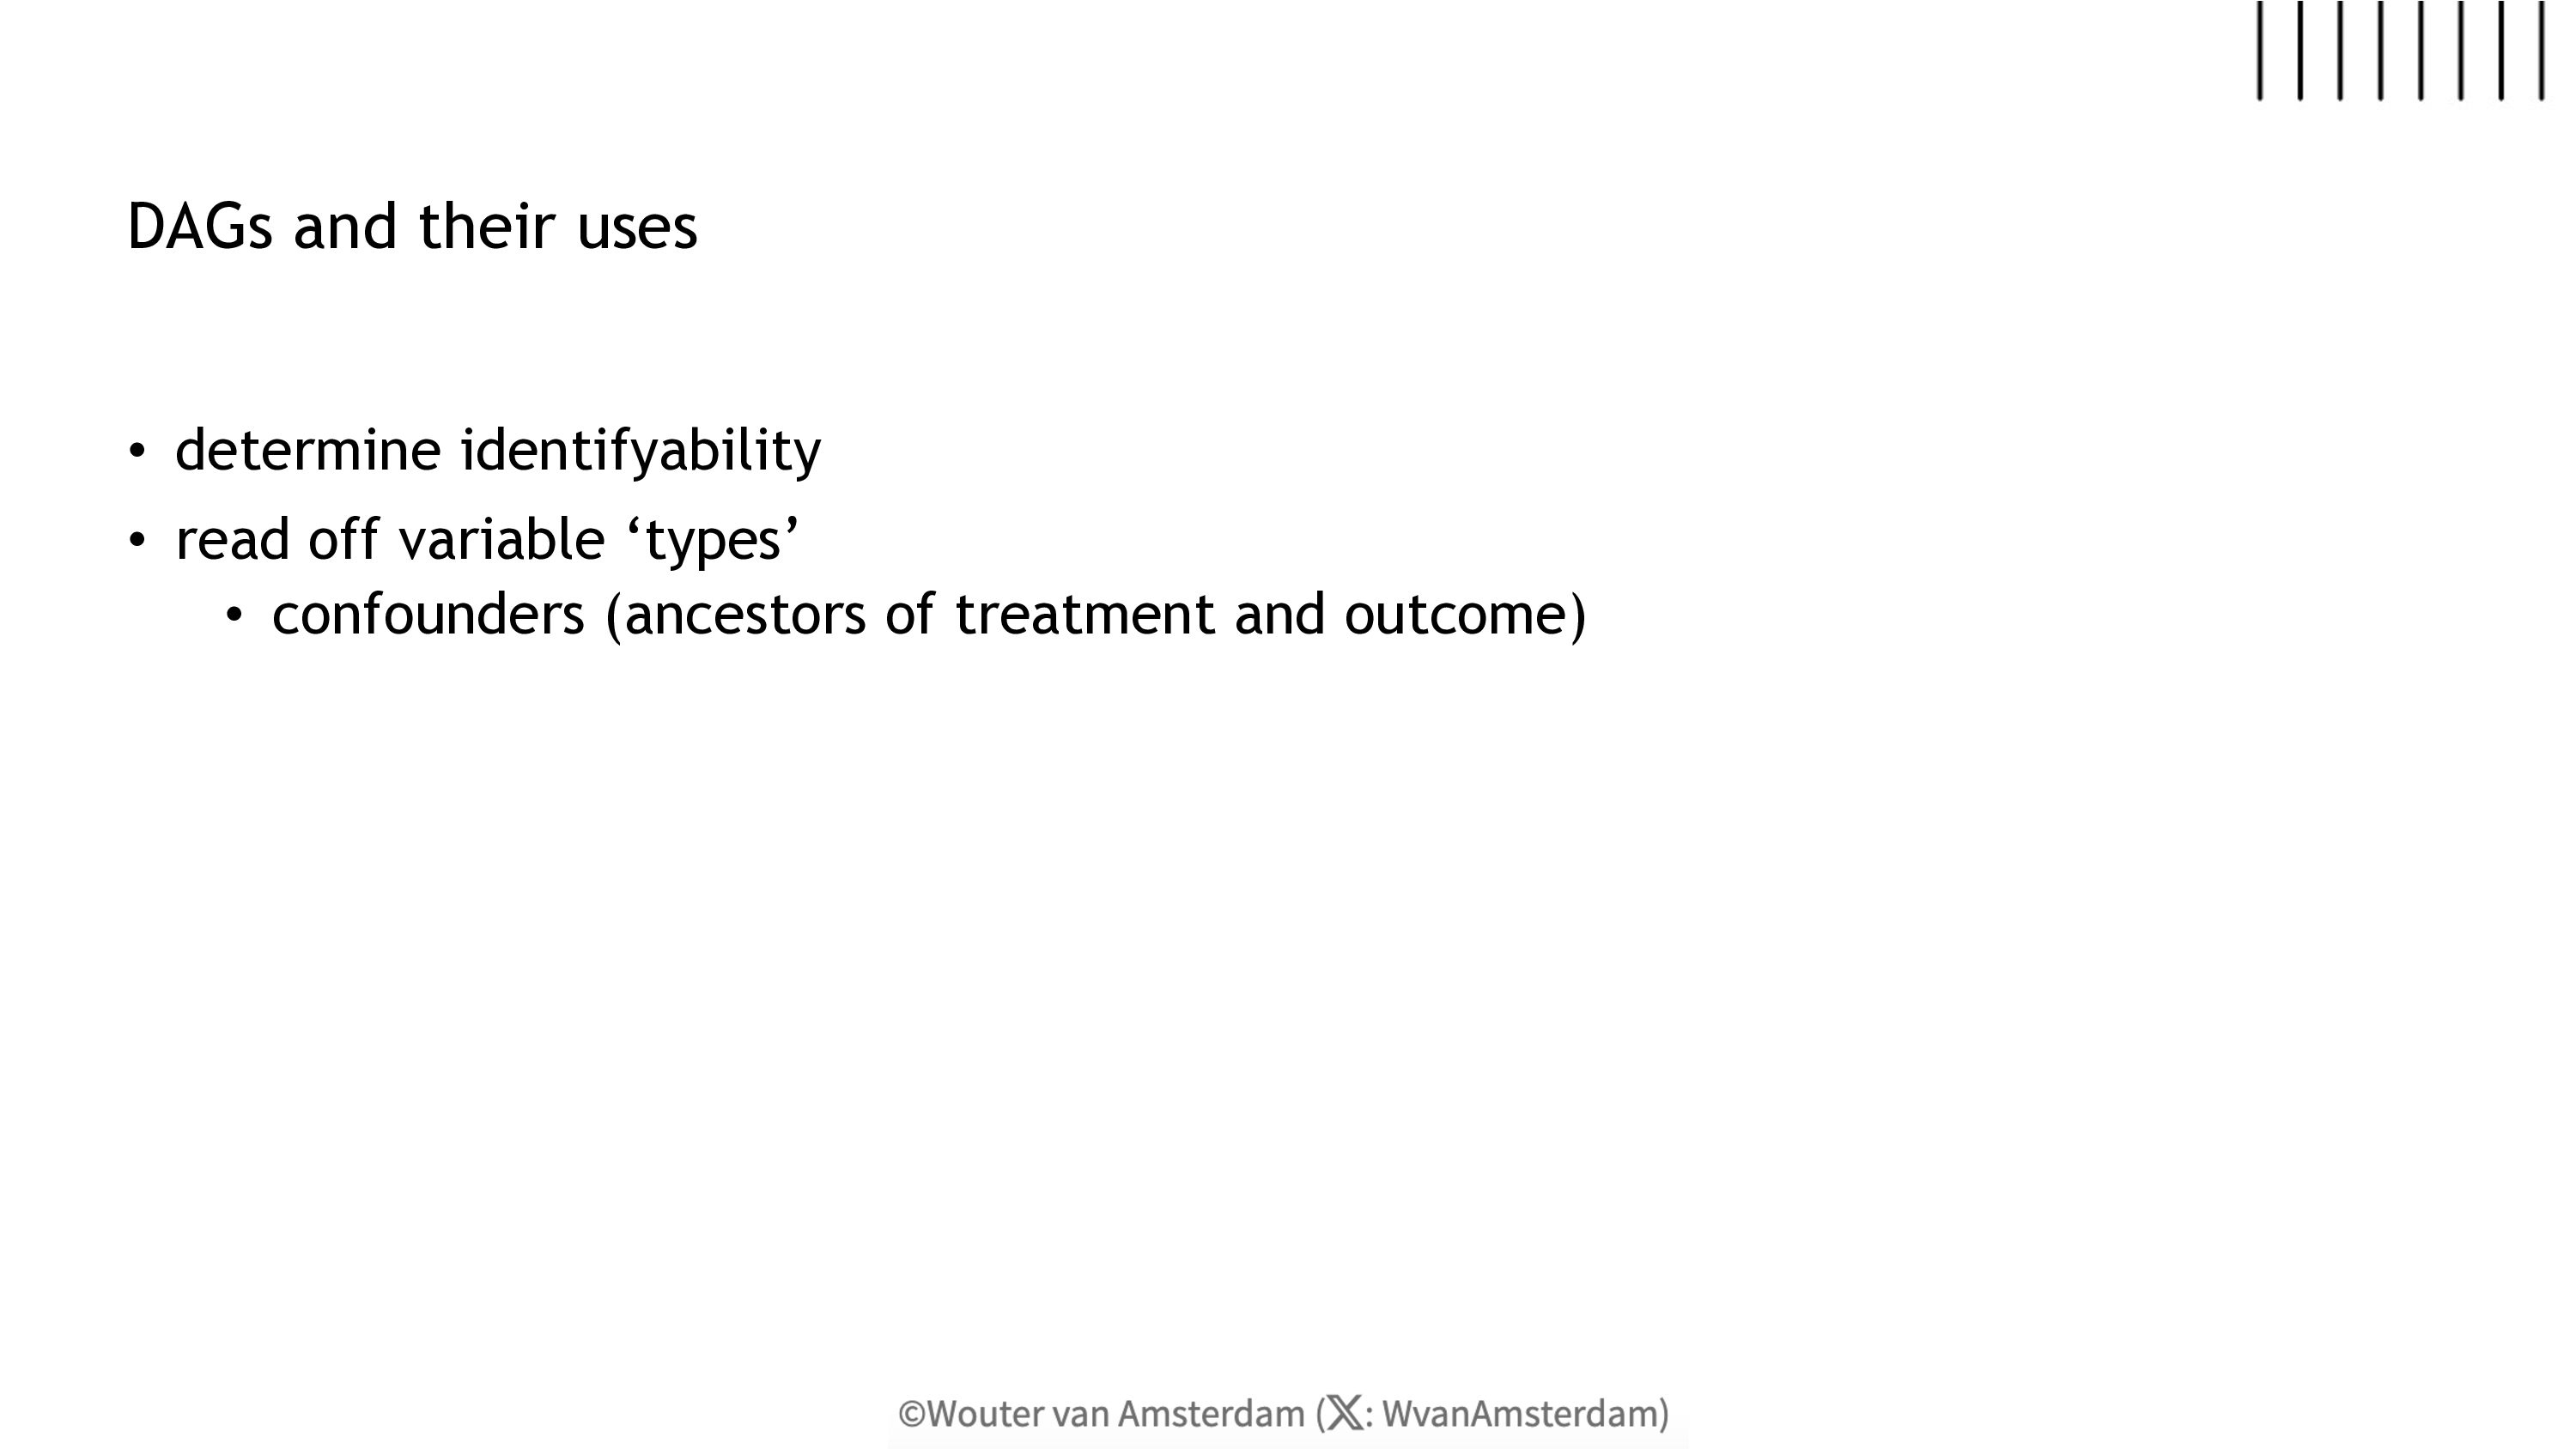 DAGs and their uses
• determine identifyability
• read off variable ‘types’
• confounders (ancestors of treatment and outcome)
©Wouter van Amsterdam (𝕏: WvanAmsterdam)